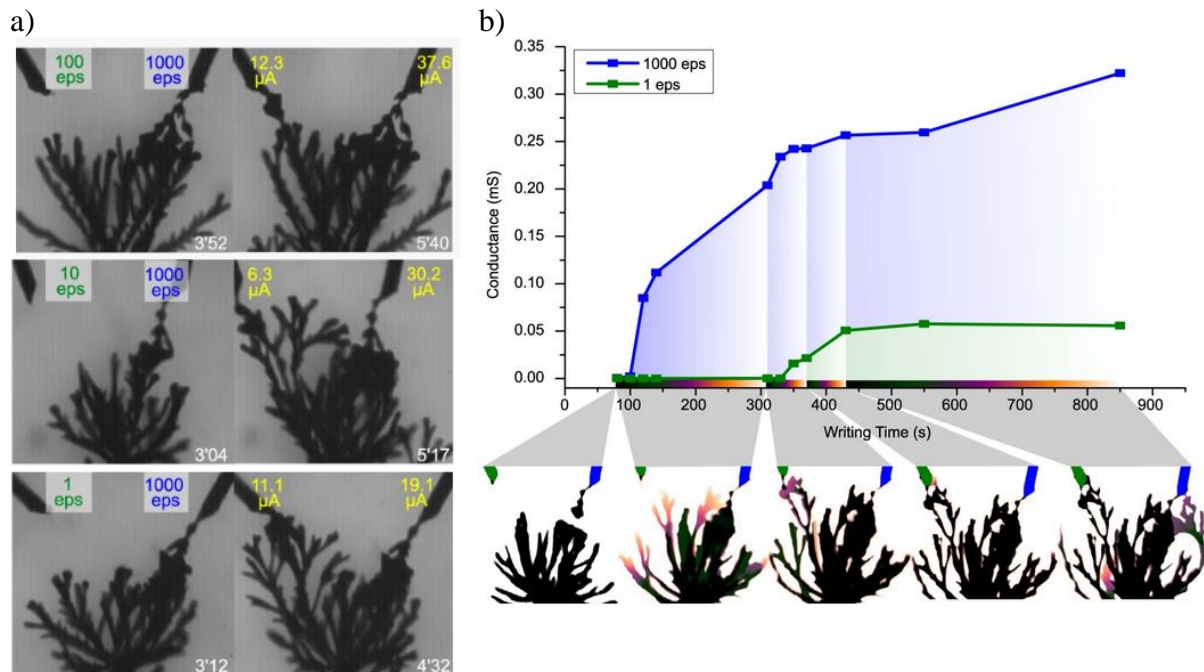 a)
100 eps
1000 eps
12.3 µA
37.6 µA
3'52
5'40
10 eps
1000 eps
6.3 µA
30.2 µA
3'04
5'17
1 eps
1000 eps
11.1 µA
19.1 µA
3'12
4'32
b)
1000 eps
1 eps
Conductance (mS)
0.35
0.30
0.25
0.20
0.15
0.10
0.05
0.00
0 100 200 300 400 500 600 700 800 900
Writing Time (s)